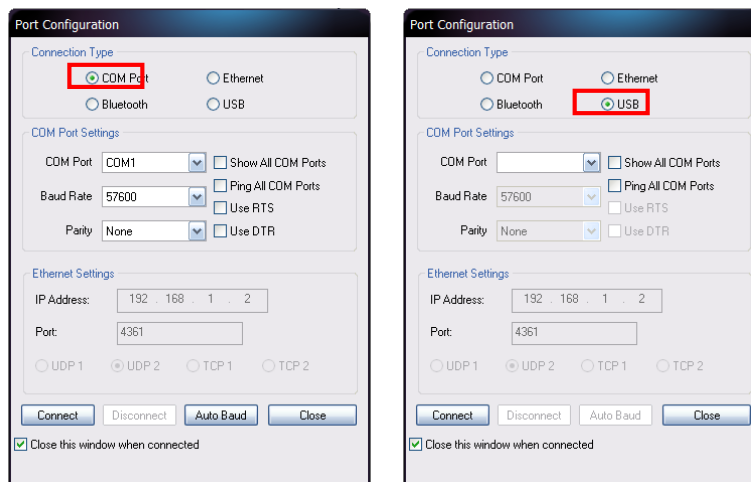 Port Configuration
Connection Type
COM Port
Ethernet
Bluetooth
USB
COM Port Settings
COM Port COM1 Show All COM Ports
Ping All COM Ports
Baud Rate 57600
Use RTS
Parity None Use DTR
Ethernet Settings
IP Address: 192 . 168 . 1 . 2
Port: 4361
UDP 1 UDP 2 TCP 1 TCP 2
Connect Disconnect Auto Baud Close
Close this window when connected
Port Configuration
Connection Type
COM Port Ethernet
Bluetooth USB
COM Port Settings
COM Port Show All COM Ports
Ping All COM Ports
Baud Rate 57600
Use RTS
Parity None Use DTR
Ethernet Settings
IP Address: 192 . 168 . 1 . 2
Port: 4361
UDP 1 UDP 2 TCP 1 TCP 2
Connect Disconnect Auto Baud Close
Close this window when connected